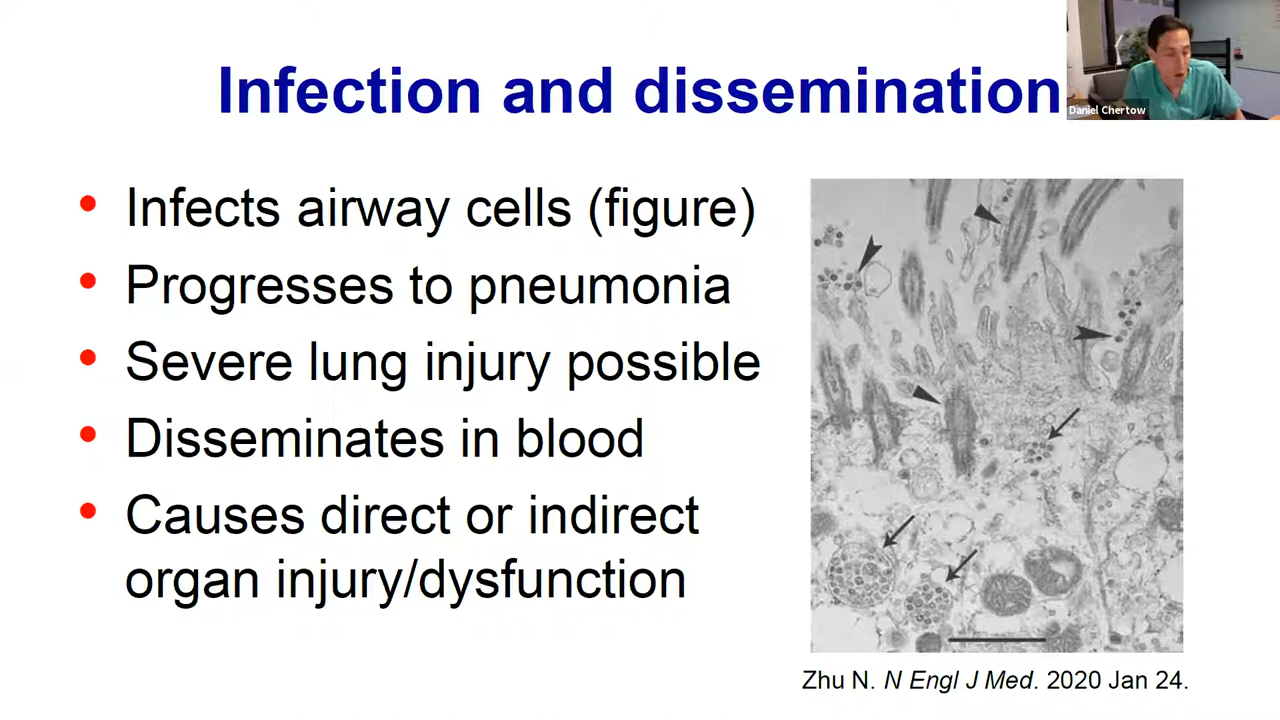 Infection and dissemination
Daniel Chertow
• Infects airway cells (figure)
• Progresses to pneumonia
• Severe lung injury possible
• Disseminates in blood
• Causes direct or indirect
organ injury/dysfunction
Zhu N. N Engl J Med. 2020 Jan 24.